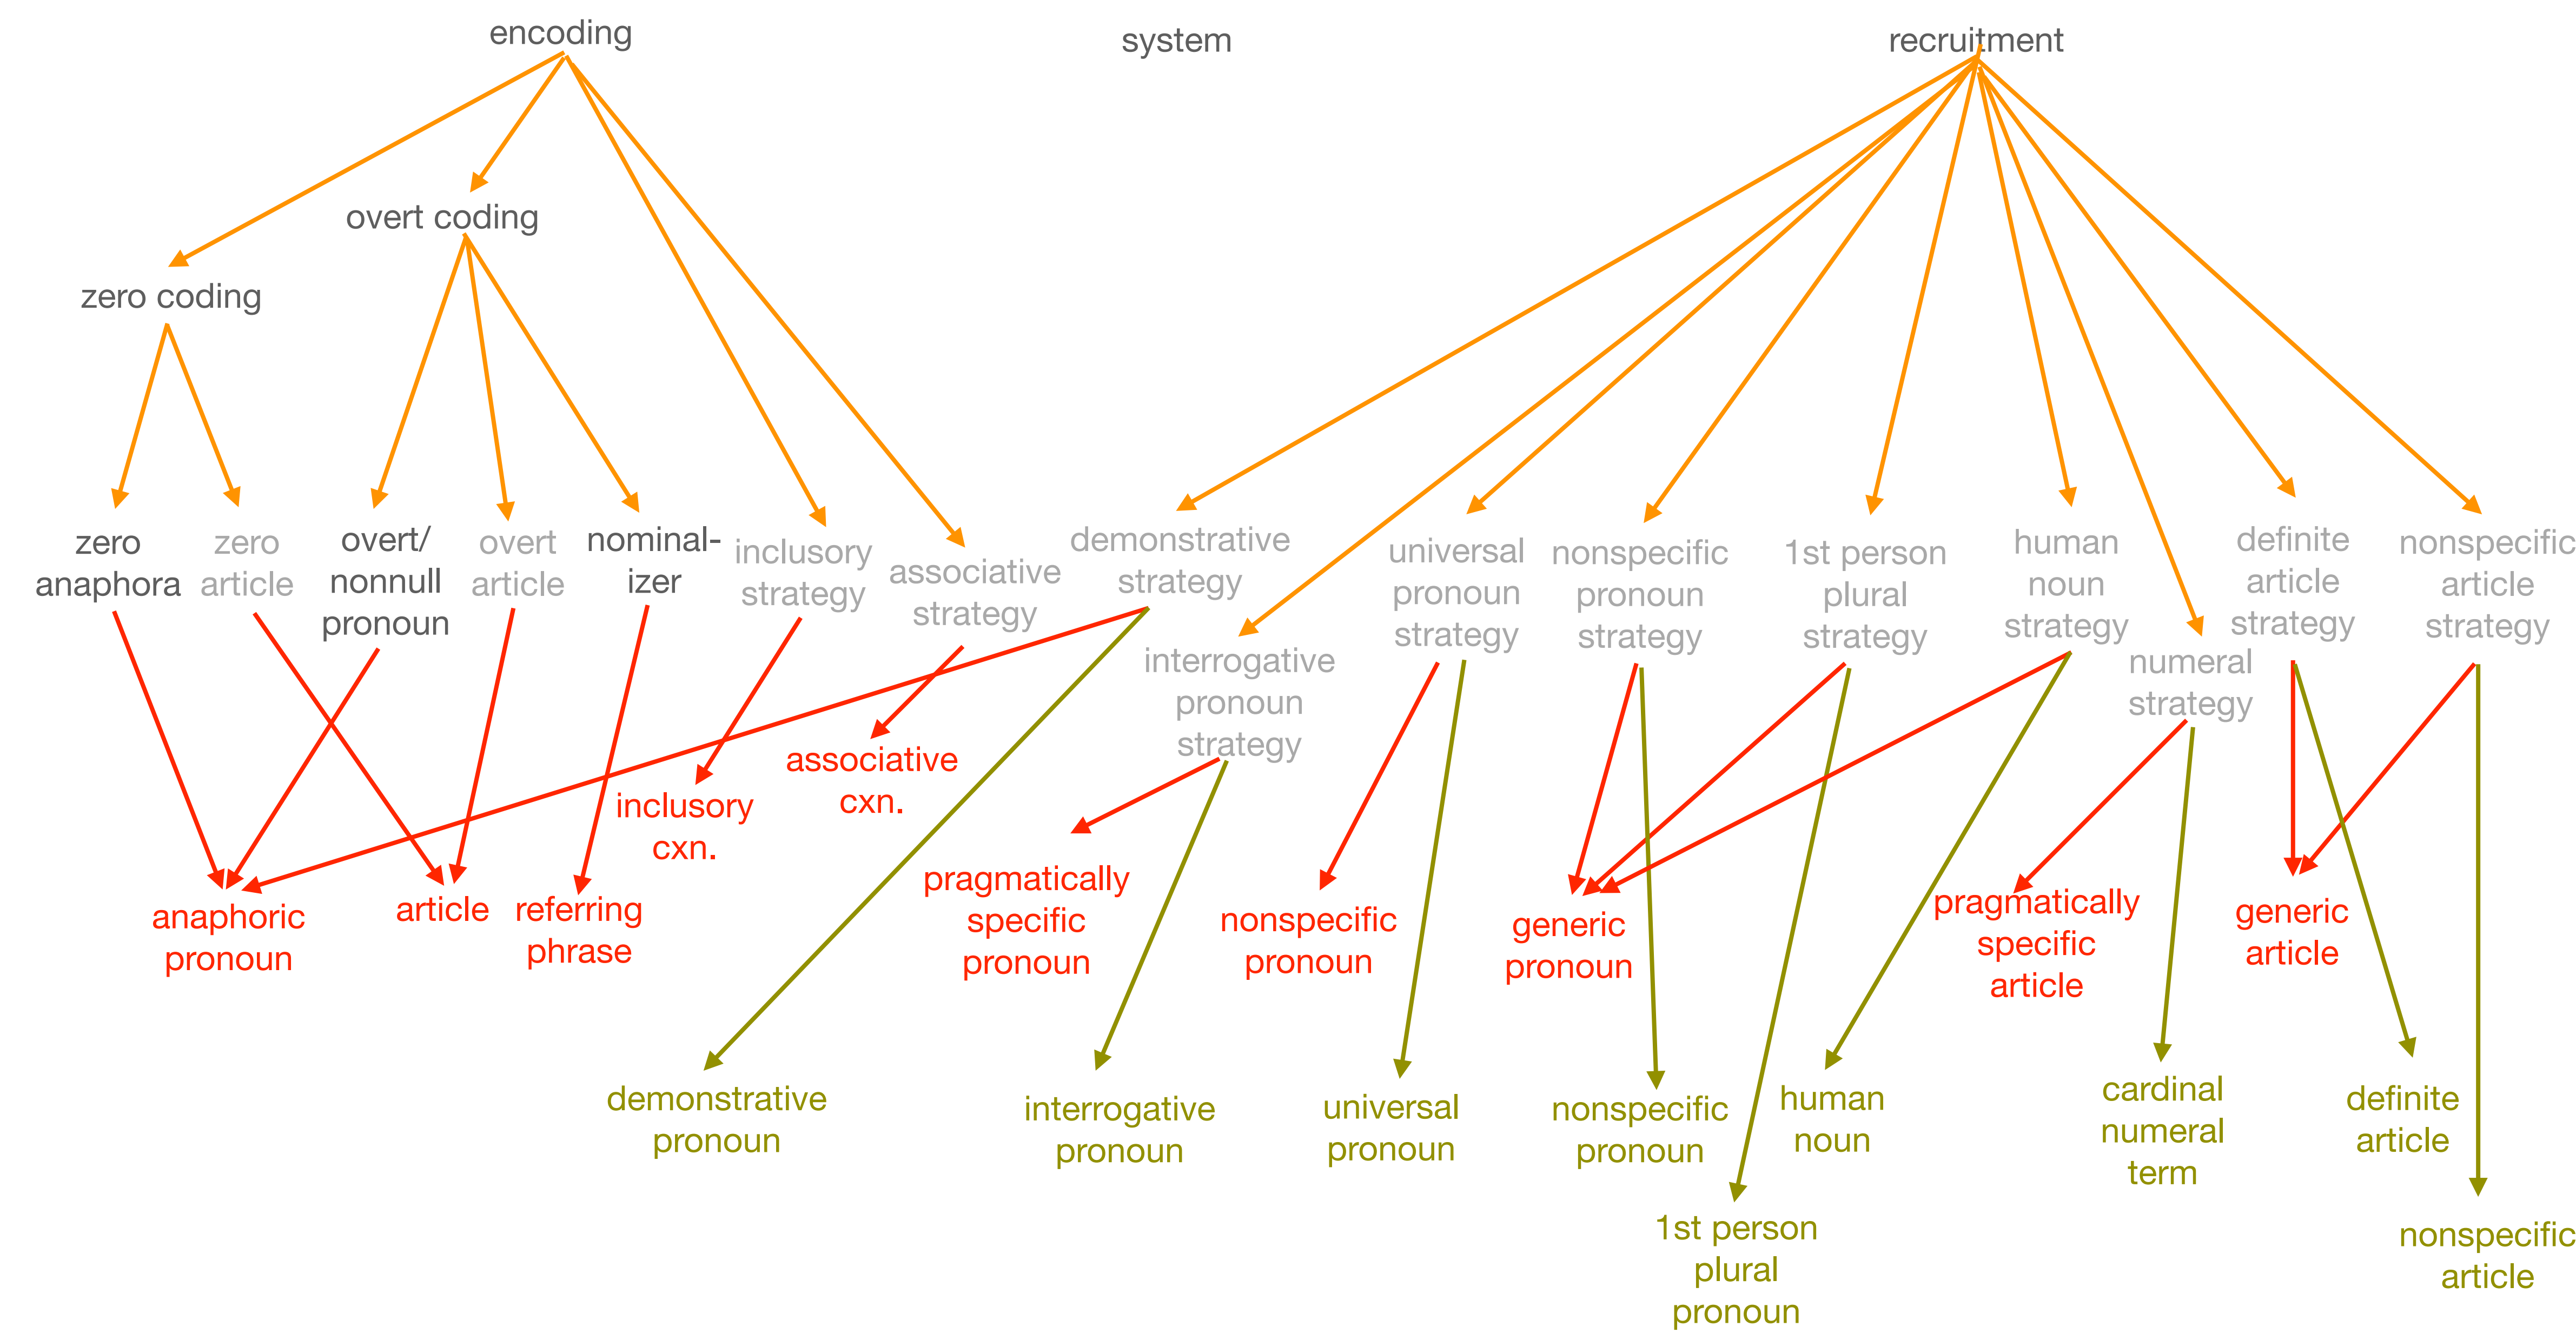 encoding
system
recruitment
overt coding
zero coding
zero
anaphora
zero
article
overt/
nonnull
pronoun
overt
article
nominal-
izer
inclusory
strategy
associative
strategy
demonstrative
strategy
interrogative
pronoun
strategy
universal
pronoun
strategy
nonspecific
pronoun
strategy
1st person
plural
strategy
human
noun
strategy
numeral
strategy
definite
article
strategy
nonspecific
article
strategy
associative
cxn.
inclusory
cxn.
anaphoric
pronoun
article
referring
phrase
pragmatically
specific
pronoun
nonspecific
pronoun
generic
pronoun
pragmatically
specific
article
generic
article
demonstrative
pronoun
interrogative
pronoun
universal
pronoun
nonspecific
pronoun
human
noun
cardinal
numeral
term
definite
article
1st person
plural
pronoun
nonspecific
article